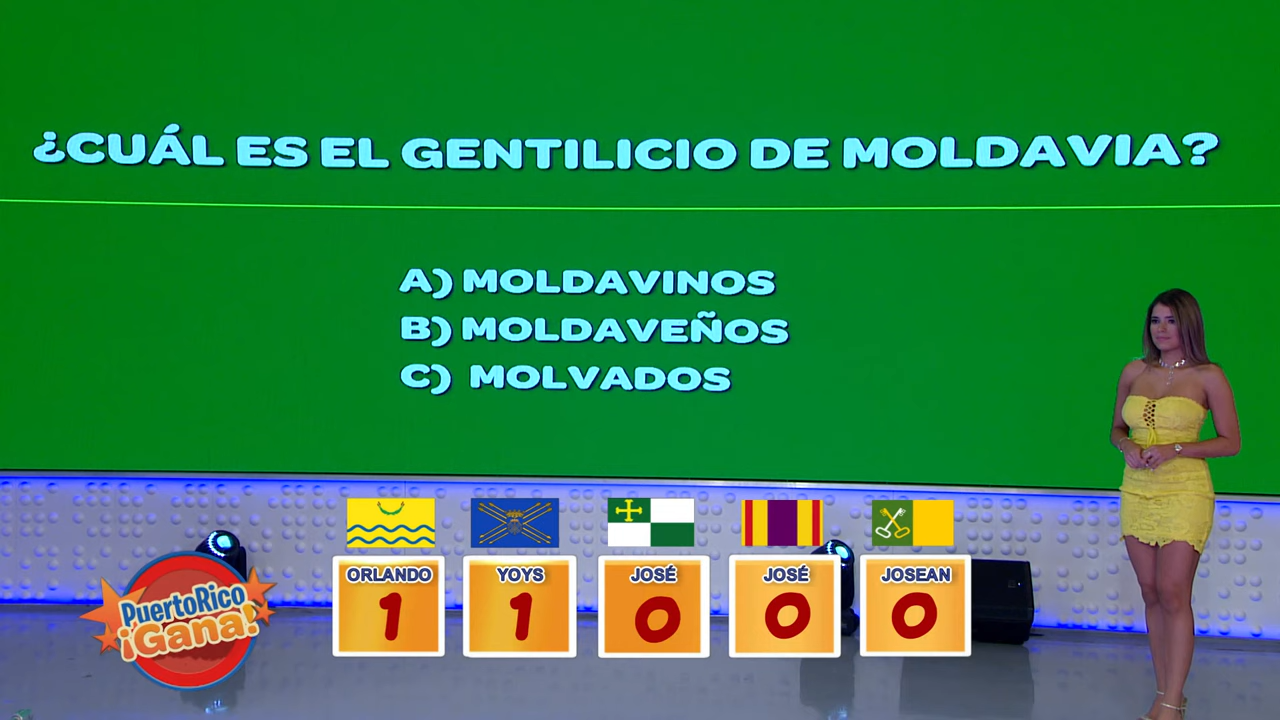 ¿CUÁL ES EL GENTILICIO DE MOLDAVIA?
A) MOLDAVINOS
B) MOLDAVEÑOS
C) MOLVADOS
ORLANDO
YOYS
JOSÉ
JOSÉ
JOSEAN
1
1
0
0
0
PuertoRico
¡Gana!